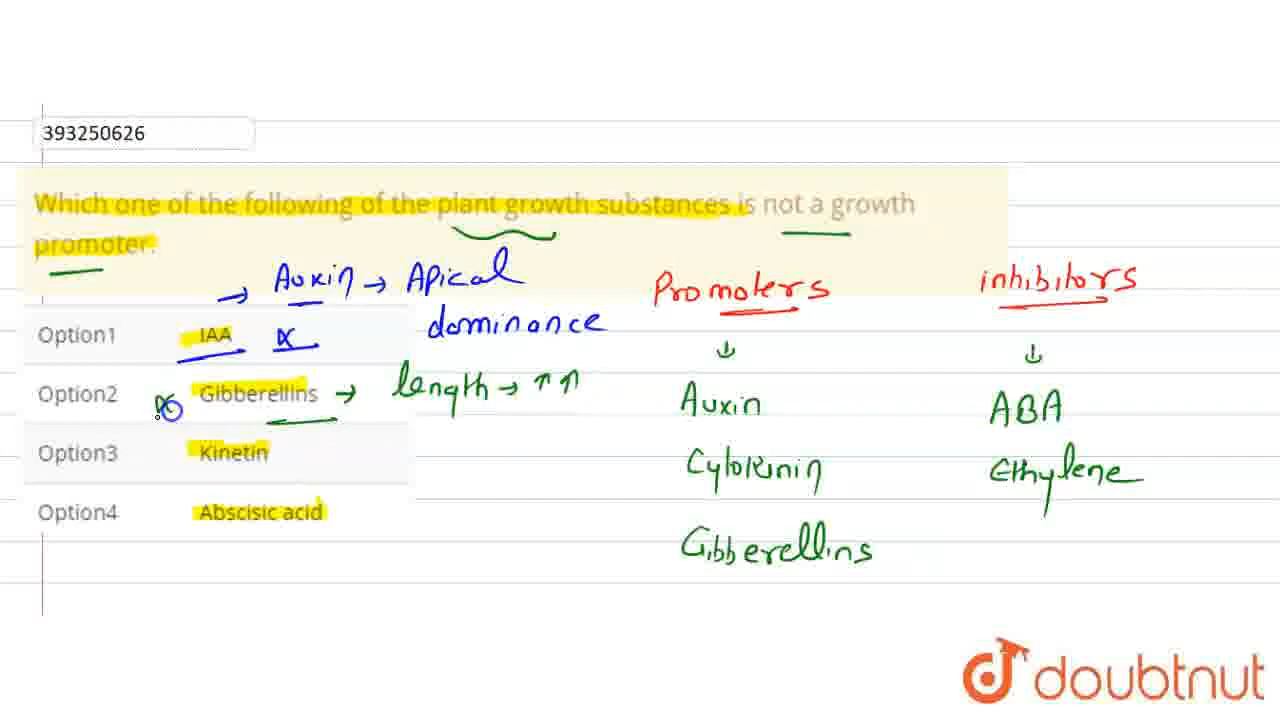 393250626
Which one of the following of the plant growth substances is not a growth
promoter.
→ Auxin → Apical
dominance
Promoters
inhibitors
Option1 IAA
Option2 Gibberellins → length → ↑↑
Option3 Kinetin
Option4 Abscisic acid
↓
Auxin
Cytokinin
Gibberellins
↓
ABA
Ethylene
doubtnut